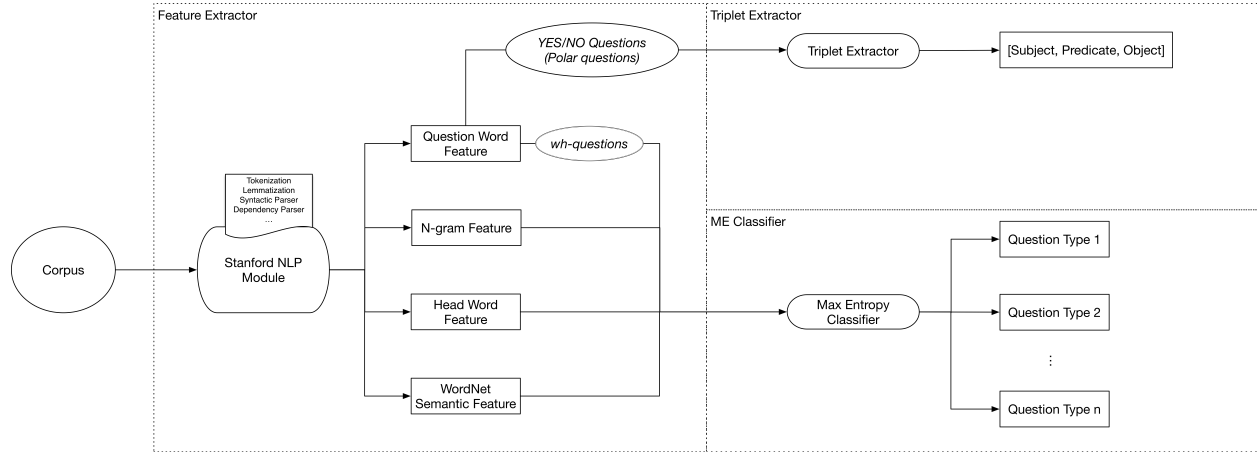 Feature Extractor
Triplet Extractor
YES/NO Questions
(Polar questions)
Triplet Extractor
[Subject, Predicate, Object]
Question Word
Feature
wh-questions
Tokenization
Lemmatization
Syntactic Parser
Dependency Parser
...
N-gram Feature
ME Classifier
Corpus
Stanford NLP
Module
Question Type 1
Head Word
Feature
Max Entropy
Classifier
Question Type 2
⋮
WordNet
Semantic Feature
Question Type n